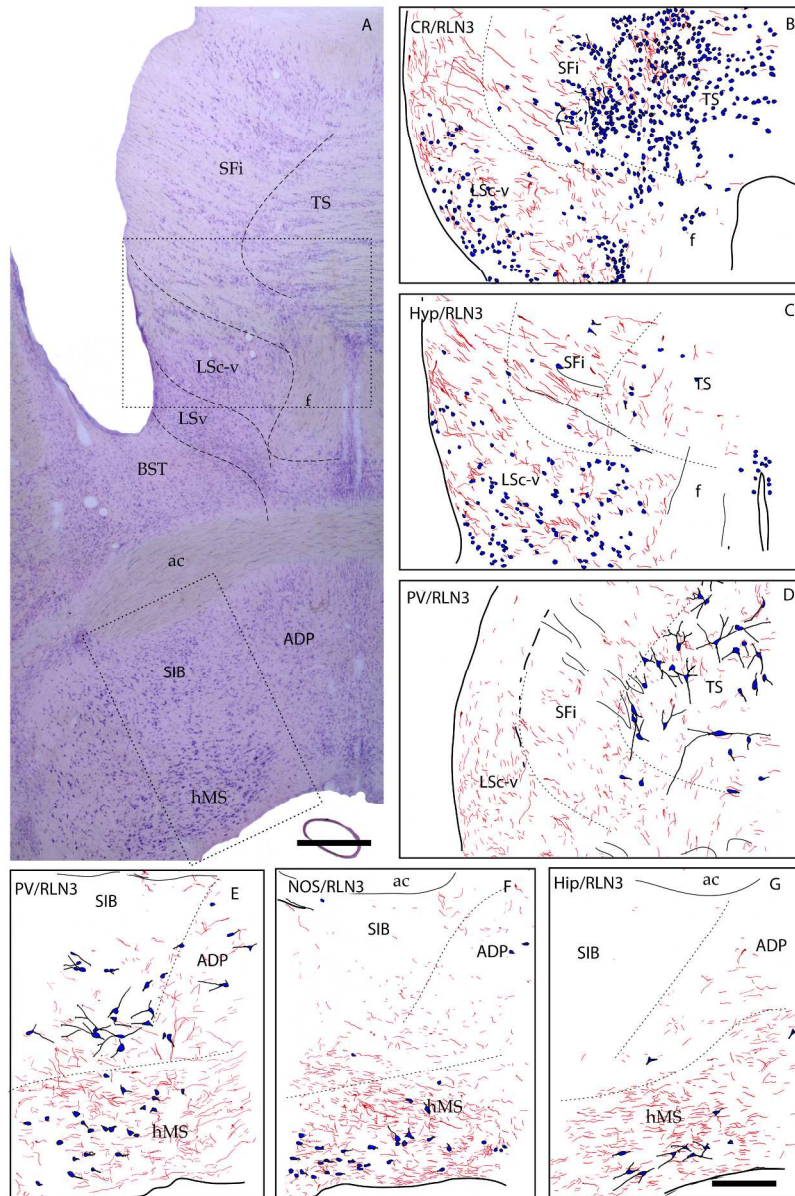 A
SFi
TS
LSc-v
f
LSv
BST
ac
ADP
SIB
hMS
CR/RLN3
B
SFi
TS
LSc-v
f
Hyp/RLN3
C
SFi
TS
LSc-v
f
PV/RLN3
D
TS
SFi
LSc-v
PV/RLN3
E
SIB
ADP
hMS
NOS/RLN3
ac
F
SIB
ADP
hMS
Hip/RLN3
ac
G
SIB
ADP
hMS